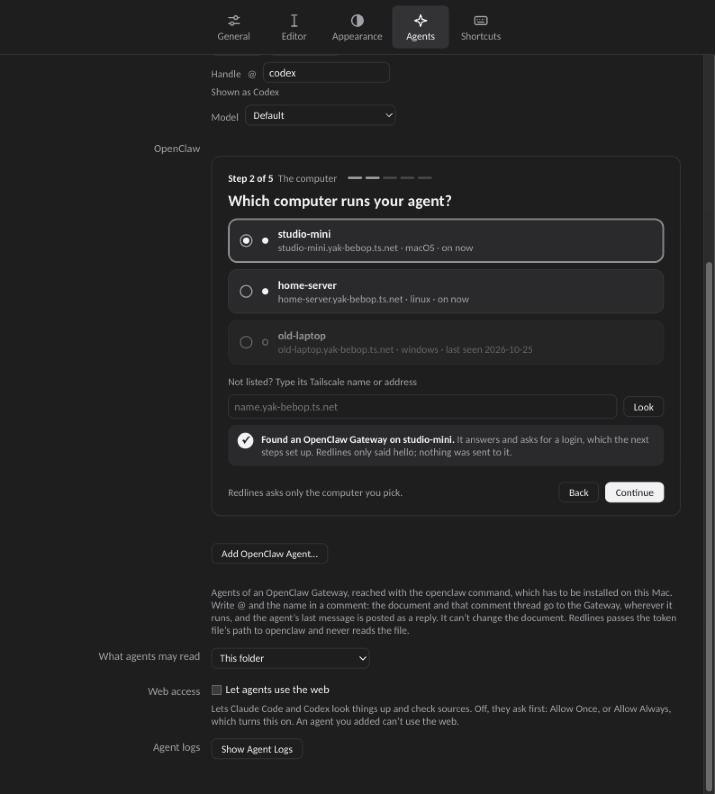 General
Editor
Appearance
Agents
Shortcuts
Handle @ codex
Shown as Codex
Model Default
OpenClaw
Step 2 of 5 The computer
Which computer runs your agent?
studio-mini
studio-mini.yak-bebop.ts.net · macOS · on now
home-server
home-server.yak-bebop.ts.net · linux · on now
old-laptop
old-laptop.yak-bebop.ts.net · windows · last seen 2026-10-25
Not listed? Type its Tailscale name or address
name.yak-bebop.ts.net
Look
Found an OpenClaw Gateway on studio-mini. It answers and asks for a login, which the next
steps set up. Redlines only said hello; nothing was sent to it.
Redlines asks only the computer you pick.
Back
Continue
Add OpenClaw Agent...
Agents of an OpenClaw Gateway, reached with the openclaw command, which has to be installed on this Mac.
Write @ and the name in a comment: the document and that comment thread go to the Gateway, wherever it
runs, and the agent's last message is posted as a reply. It can't change the document. Redlines passes the token
file's path to openclaw and never reads the file.
What agents may read This folder
Web access Let agents use the web
Lets Claude Code and Codex look things up and check sources. Off, they ask first: Allow Once, or Allow Always,
which turns this on. An agent you added can't use the web.
Agent logs Show Agent Logs